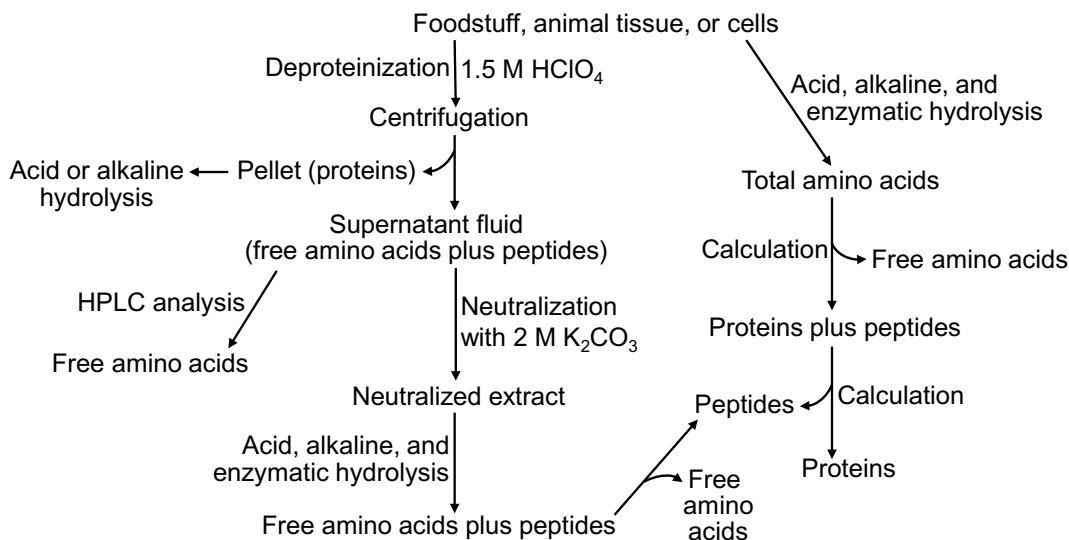 Foodstuff, animal tissue, or cells
Deproteinization 1.5 M HClO₄
Acid, alkaline, and
enzymatic hydrolysis
Centrifugation
Acid or alkaline
hydrolysis
Pellet (proteins)
Total amino acids
Supernatant fluid
(free amino acids plus peptides)
Calculation
Free amino acids
HPLC analysis
Neutralization
with 2 M K₂CO₃
Proteins plus peptides
Free amino acids
Neutralized extract
Peptides
Calculation
Acid, alkaline, and
enzymatic hydrolysis
Proteins
Free
amino
acids
Free amino acids plus peptides